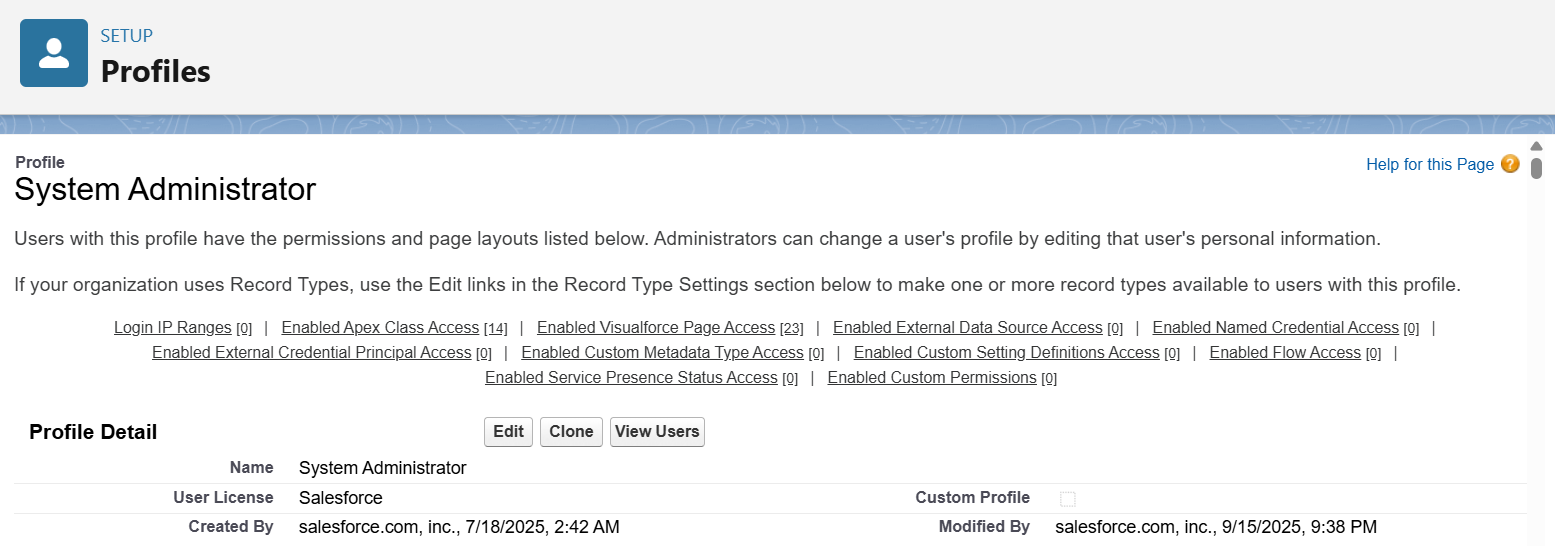 SETUP
Profiles
Profile
Help for this Page ?
System Administrator
Users with this profile have the permissions and page layouts listed below. Administrators can change a user's profile by editing that user's personal information.
If your organization uses Record Types, use the Edit links in the Record Type Settings section below to make one or more record types available to users with this profile.
Login IP Ranges [0] | Enabled Apex Class Access [14] | Enabled Visualforce Page Access [23] | Enabled External Data Source Access [0] | Enabled Named Credential Access [0] |
Enabled External Credential Principal Access [0] | Enabled Custom Metadata Type Access [0] | Enabled Custom Setting Definitions Access [0] | Enabled Flow Access [0] |
Enabled Service Presence Status Access [0] | Enabled Custom Permissions [0]
Profile Detail Edit Clone View Users
Name System Administrator
User License Salesforce Custom Profile
Created By salesforce.com, inc., 7/18/2025, 2:42 AM Modified By salesforce.com, inc., 9/15/2025, 9:38 PM